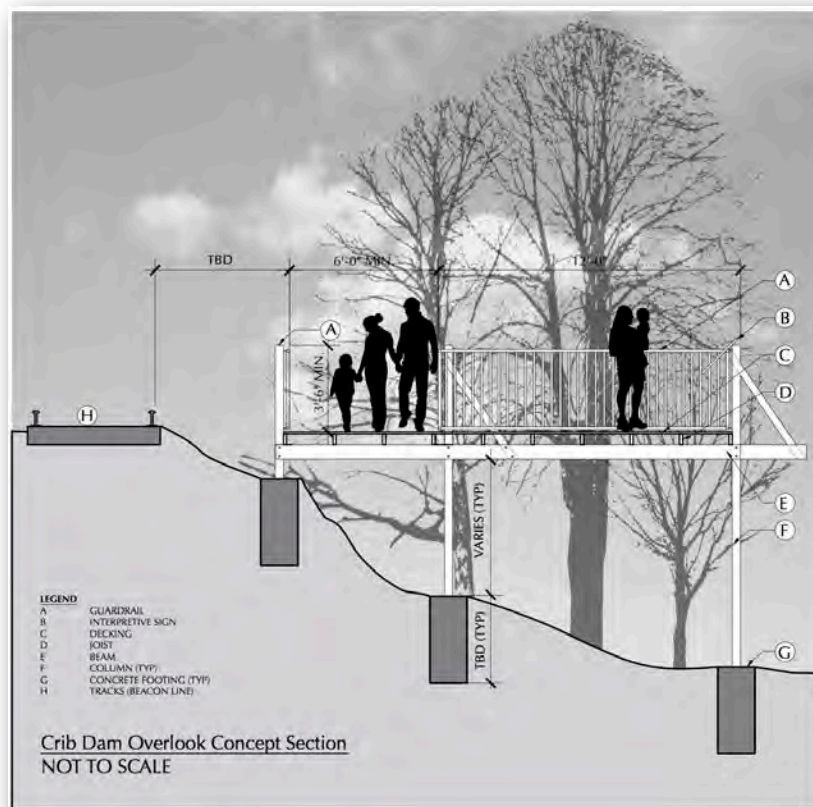 TBD
6'-0" MIN.
12'-0"
A
A
B
C
D
3'-6" MIN.
H
E
VARIES (TYP)
F
TBD (TYP)
G
LEGEND
A GUARDRAIL
B INTERPRETIVE SIGN
C DECKING
D JOIST
E BEAM
F COLUMN (TYP)
G CONCRETE FOOTING (TYP)
H TRACKS (BEACON LINE)
Crib Dam Overlook Concept Section
NOT TO SCALE